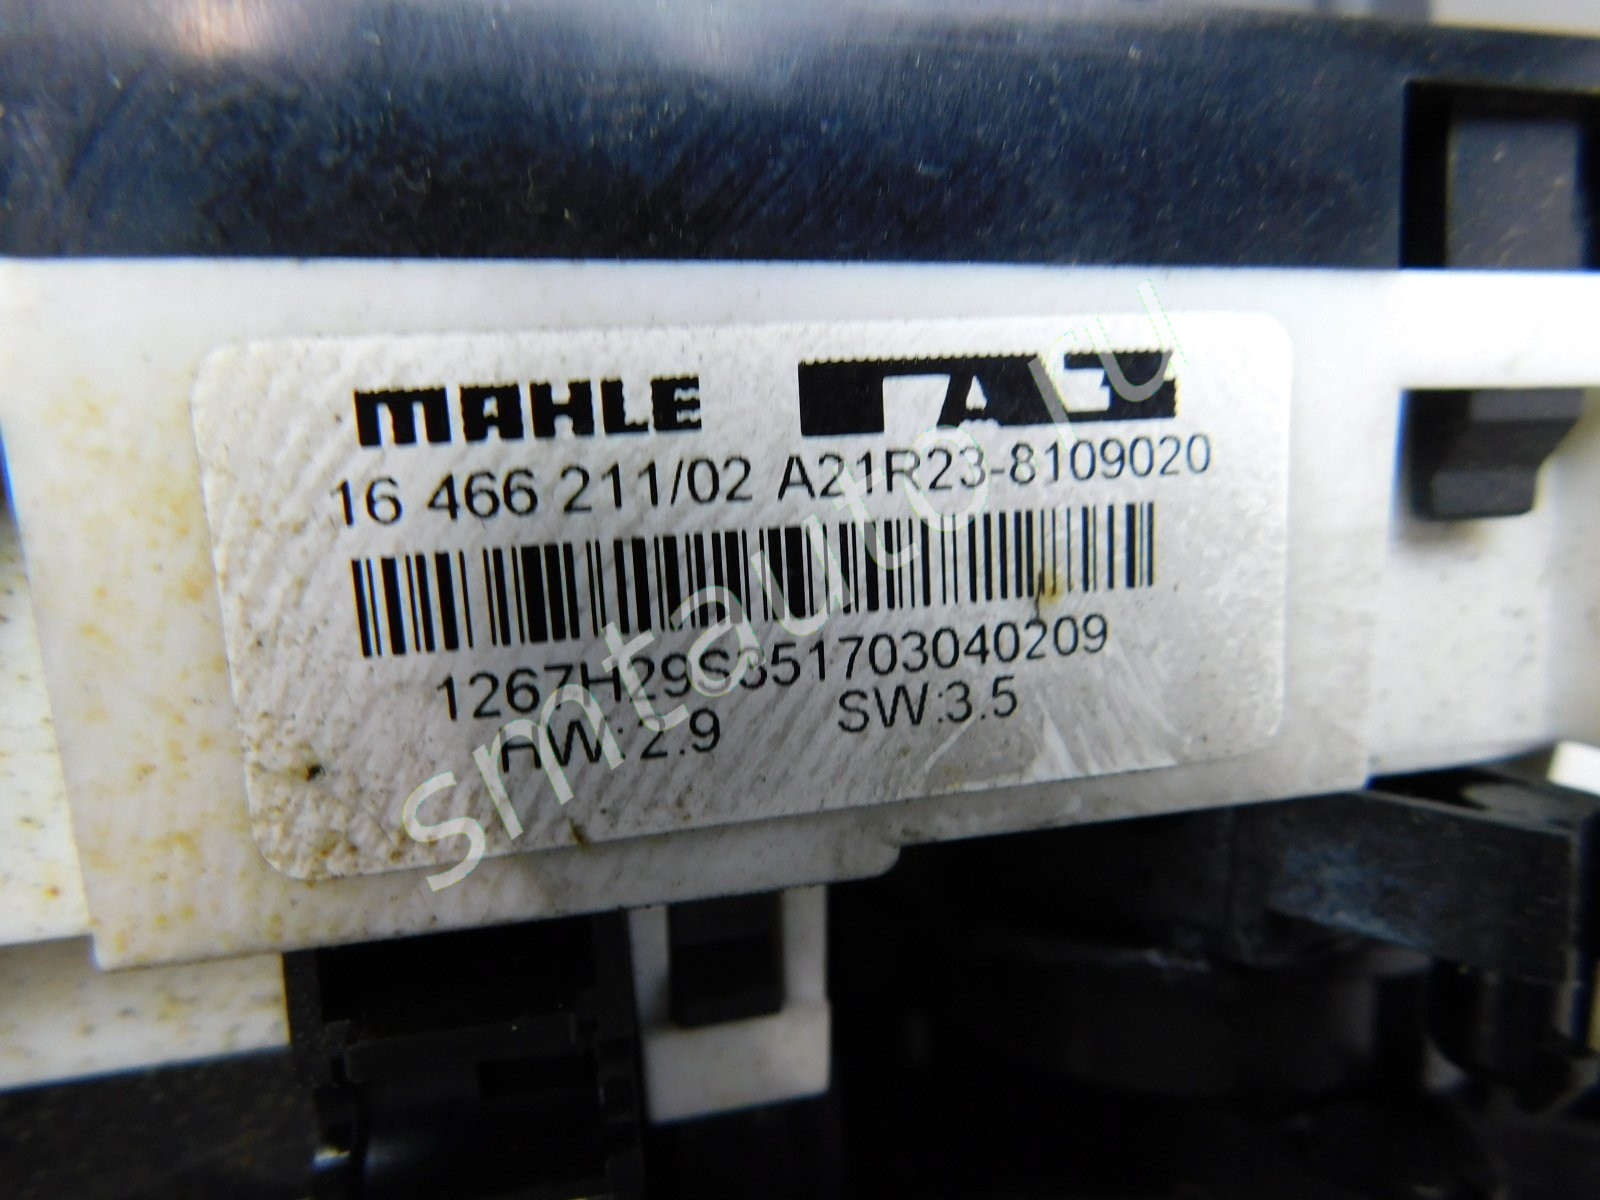 MAHLE ГАЗ
16 466 211/02 A21R23-8109020
1267H29S351703040209
HW:2.9 SW:3.5
smtauto.ru